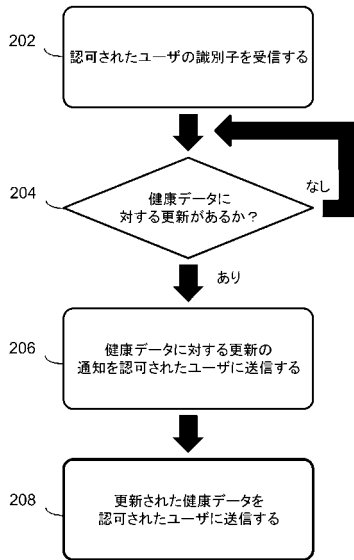 202
認可されたユーザの識別子を受信する
204
健康データに
対する更新があるか？
なし
あり
206
健康データに対する更新の
通知を認可されたユーザに送信する
208
更新された健康データを
認可されたユーザに送信する